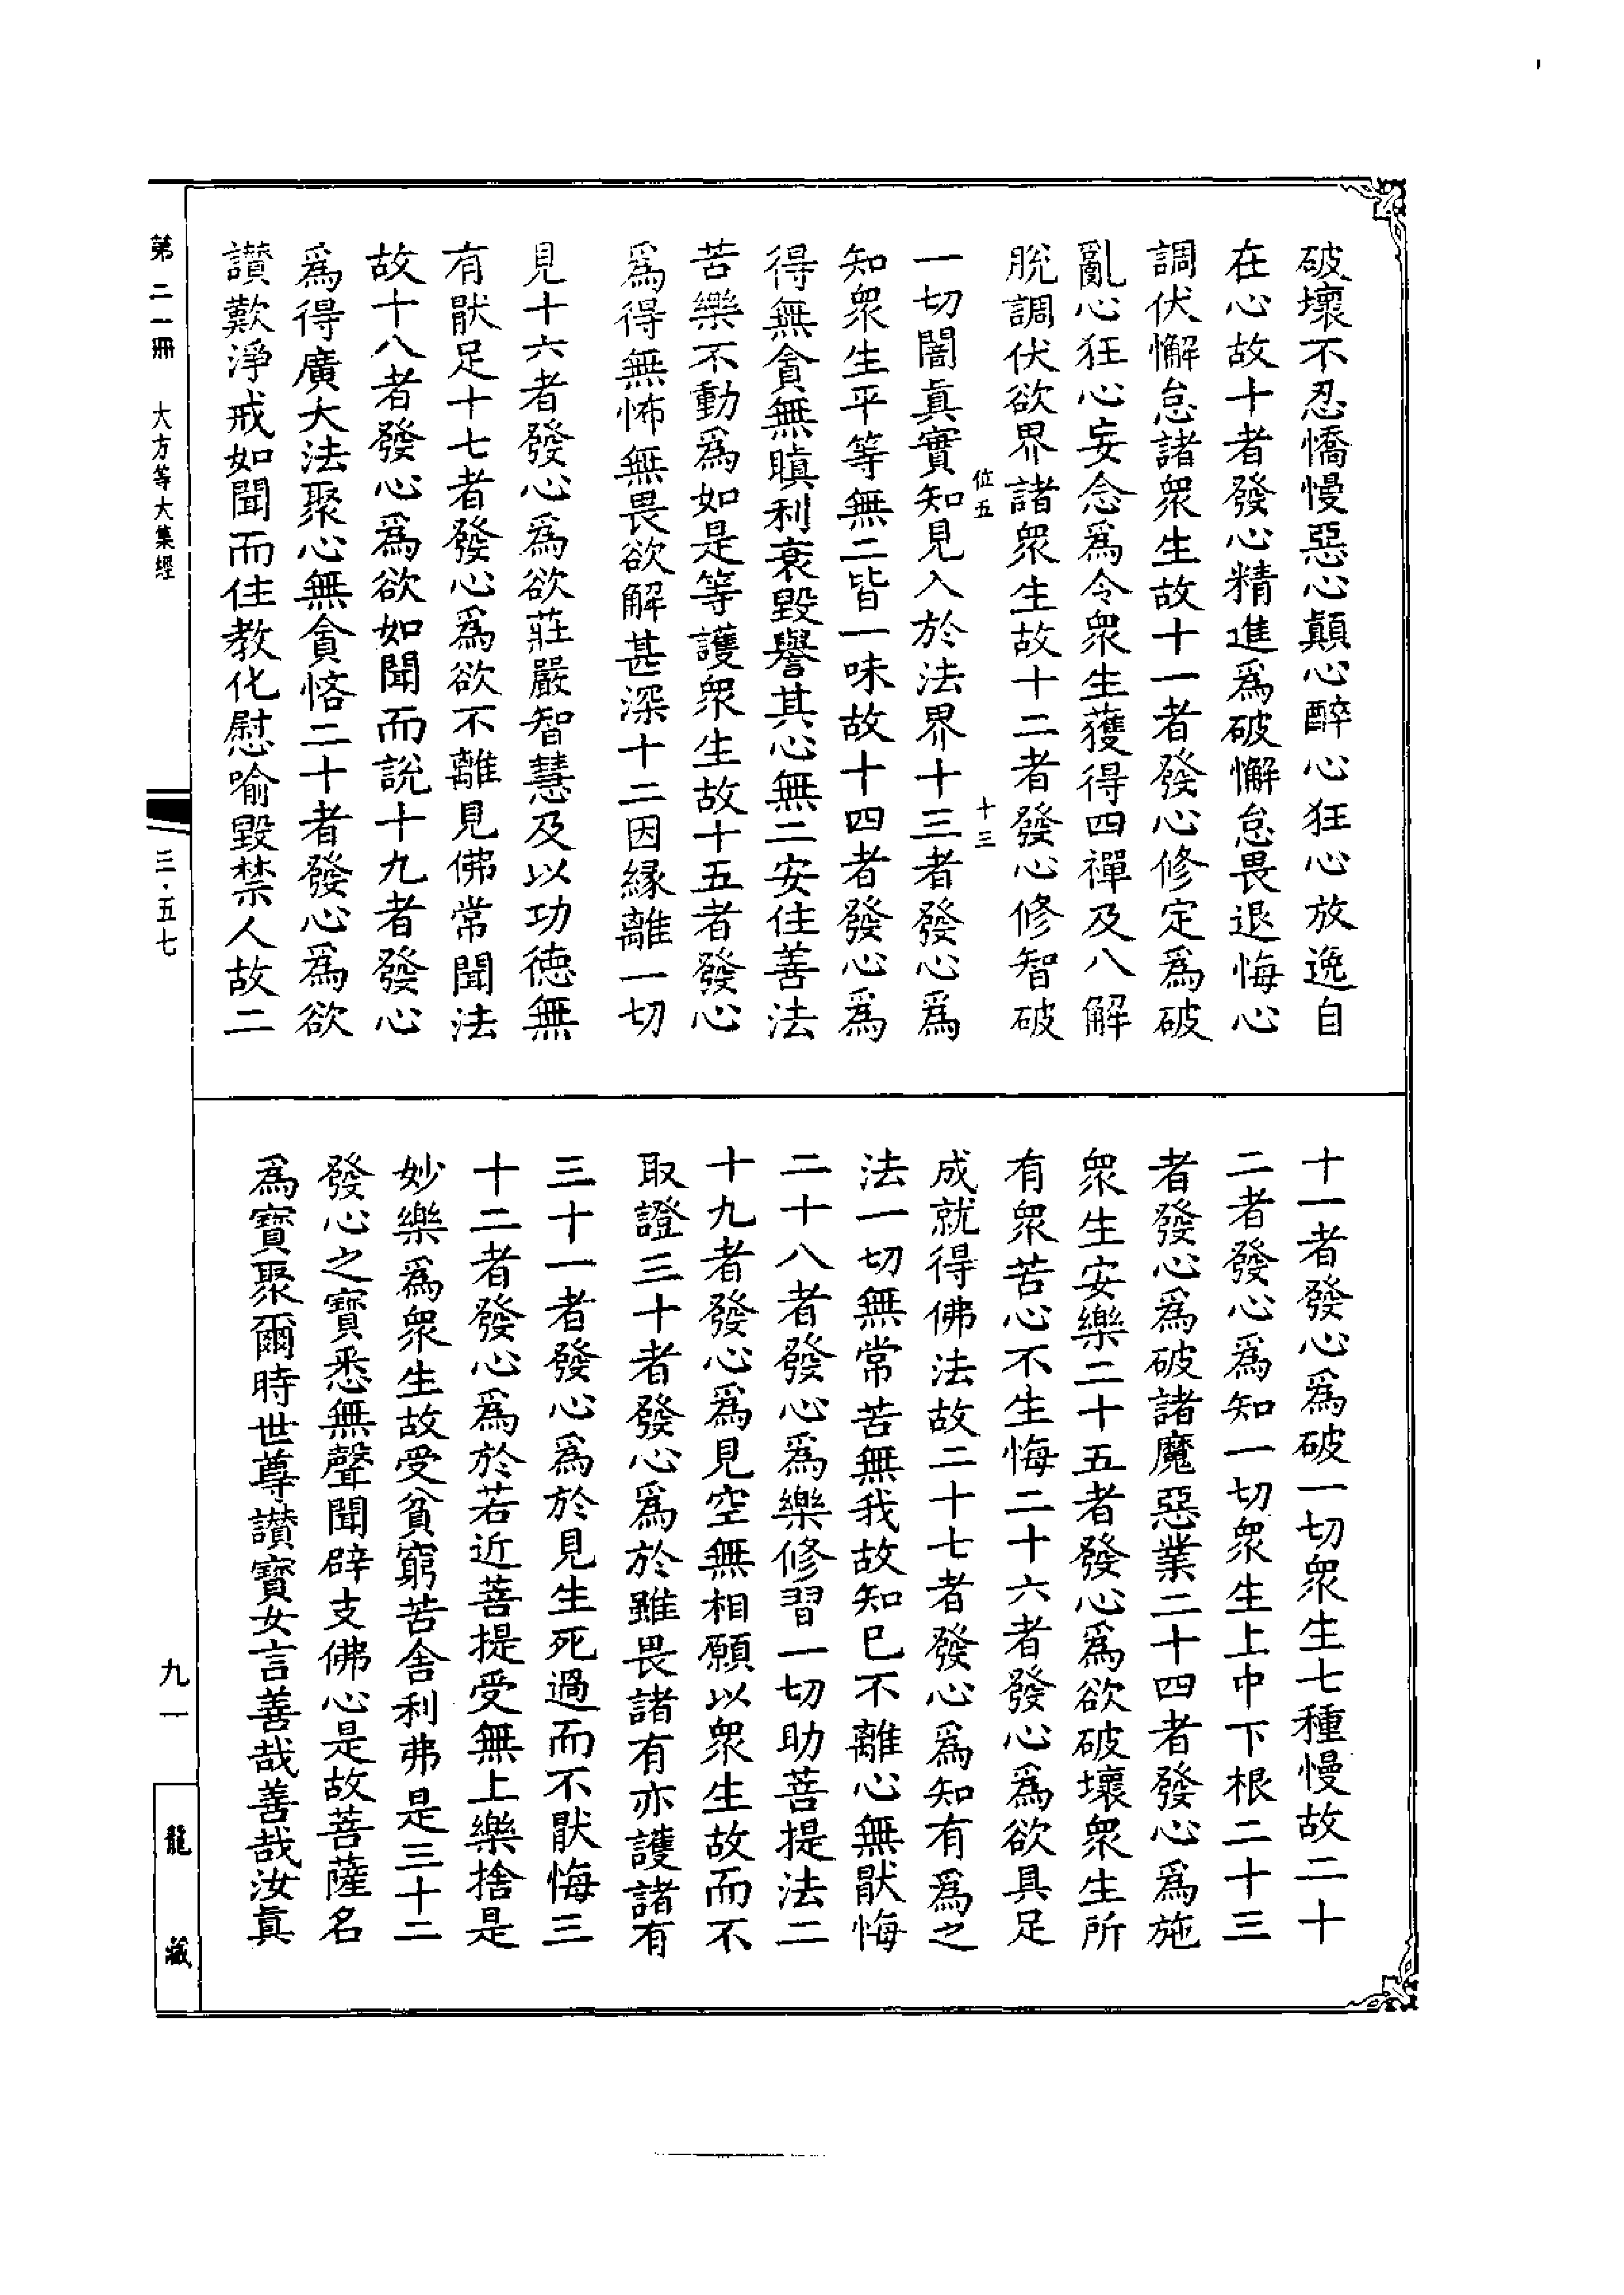 破壞不忍憍慢惡心顛心醉心狂心放逸自
在心故十者發心精進爲破懈怠畏退悔心
調伏懈怠諸衆生故十一者發心修定爲破
亂心狂心妄念爲令衆生獲得四禪及八解
脫調伏欲界諸衆生故十二者發心修智破
位五 十三
一切闇眞實知見入於法界十三者發心爲
知衆生平等無二皆一味故十四者發心爲
得無貪無瞋利衰毀譽其心無二安住善法
苦樂不動爲如是等護衆生故十五者發心
爲得無怖無畏欲解甚深十二因緣離一切
見十六者發心爲欲莊嚴智慧及以功德無
有猒足十七者發心爲欲不離見佛常聞法
故十八者發心爲欲如聞而說十九者發心
爲得廣大法聚心無貪悋二十者發心爲欲
讃歎淨戒如聞而住教化慰喻毀禁人故二
十一者發心爲破一切衆生七種慢故二十
二者發心爲知一切衆生上中下根二十三
者發心爲破諸魔惡業二十四者發心爲施
衆生安樂二十五者發心爲欲破壞衆生所
有衆苦心不生悔二十六者發心爲欲具足
成就得佛法故二十七者發心爲知有爲之
法一切無常苦無我故知已不離心無猒悔
二十八者發心爲樂修習一切助菩提法二
十九者發心爲見空無相願以衆生故而不
取證三十者發心爲於雖畏諸有亦護諸有
三十一者發心爲於見生死過而不猒悔三
十二者發心爲於若近菩提受無上樂捨是
妙樂爲衆生故受貧窮苦舍利弗是三十二
發心之寶悉無聲聞辟支佛心是故菩薩名
爲寶聚爾時世尊讃寶女言善哉善哉汝眞
第二一冊 大方等大集經
三·五七
九一
龍藏